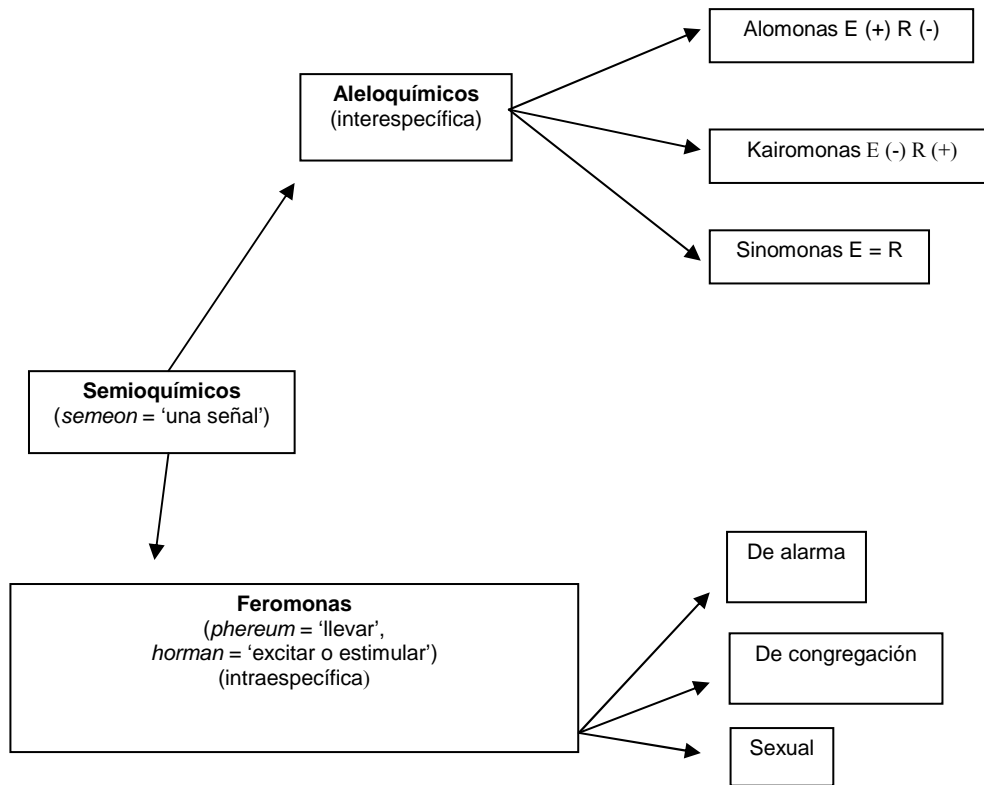 Alomonas E (+) R (-)
Aleloquímicos
(interespecífica)
Kairomonas E (-) R (+)
Sinomonas E = R
Semioquímicos
(semeon = ‘una señal’)
De alarma
Feromonas
(phereum = ‘llevar’,
horman = ‘excitar o estimular’)
(intraespecífica)
De congregación
Sexual